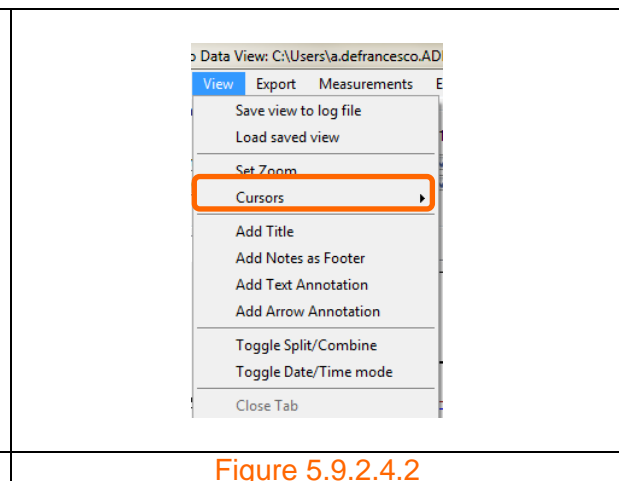 o Data View: C:\Users\a.defrancesco.AD
View Export Measurements E
Save view to log file
Load saved view
Set Zoom
Cursors
Add Title
Add Notes as Footer
Add Text Annotation
Add Arrow Annotation
Toggle Split/Combine
Toggle Date/Time mode
Close Tab
Figure 5.9.2.4.2